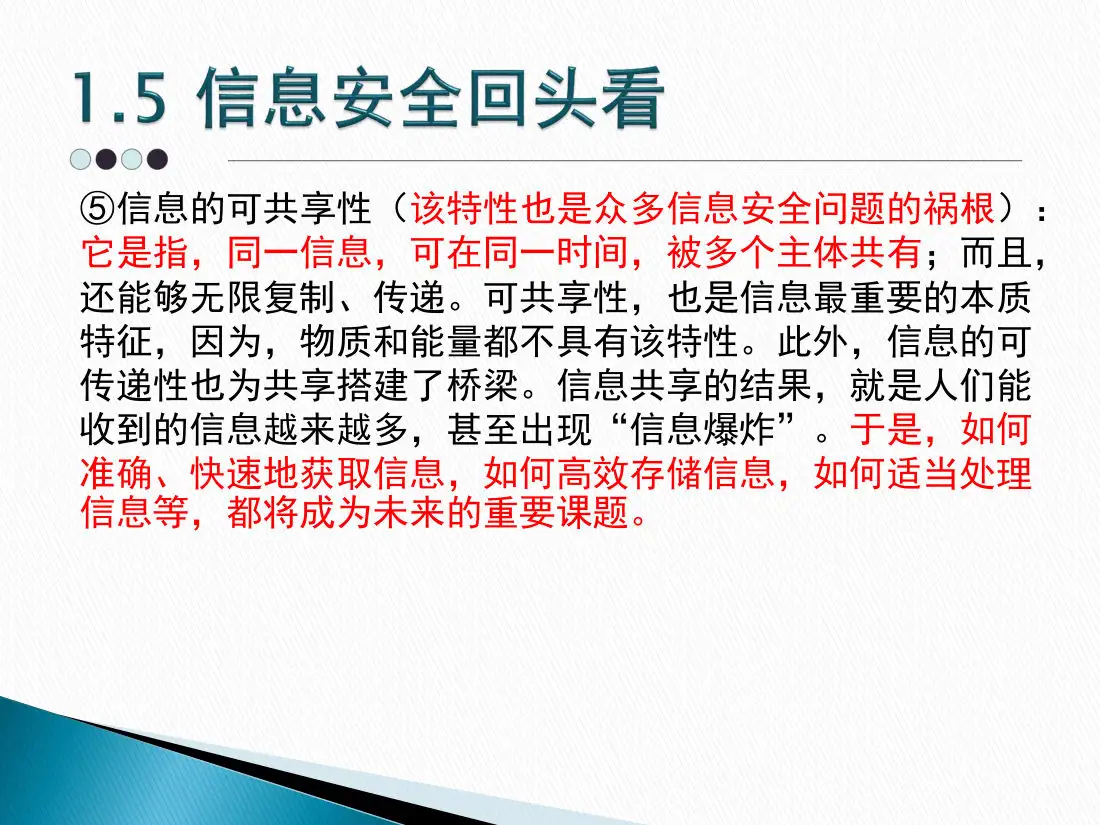 1.5 信息安全回头看
⑤信息的可共享性（该特性也是众多信息安全问题的祸根）：
它是指，同一信息，可在同一时间，被多个主体共有；而且，
还能够无限复制、传递。可共享性，也是信息最重要的本质
特征，因为，物质和能量都不具有该特性。此外，信息的可
传递性也为共享搭建了桥梁。信息共享的结果，就是人们能
收到的信息越来越多，甚至出现“信息爆炸”。于是，如何
准确、快速地获取信息，如何高效存储信息，如何适当处理
信息等，都将成为未来的重要课题。